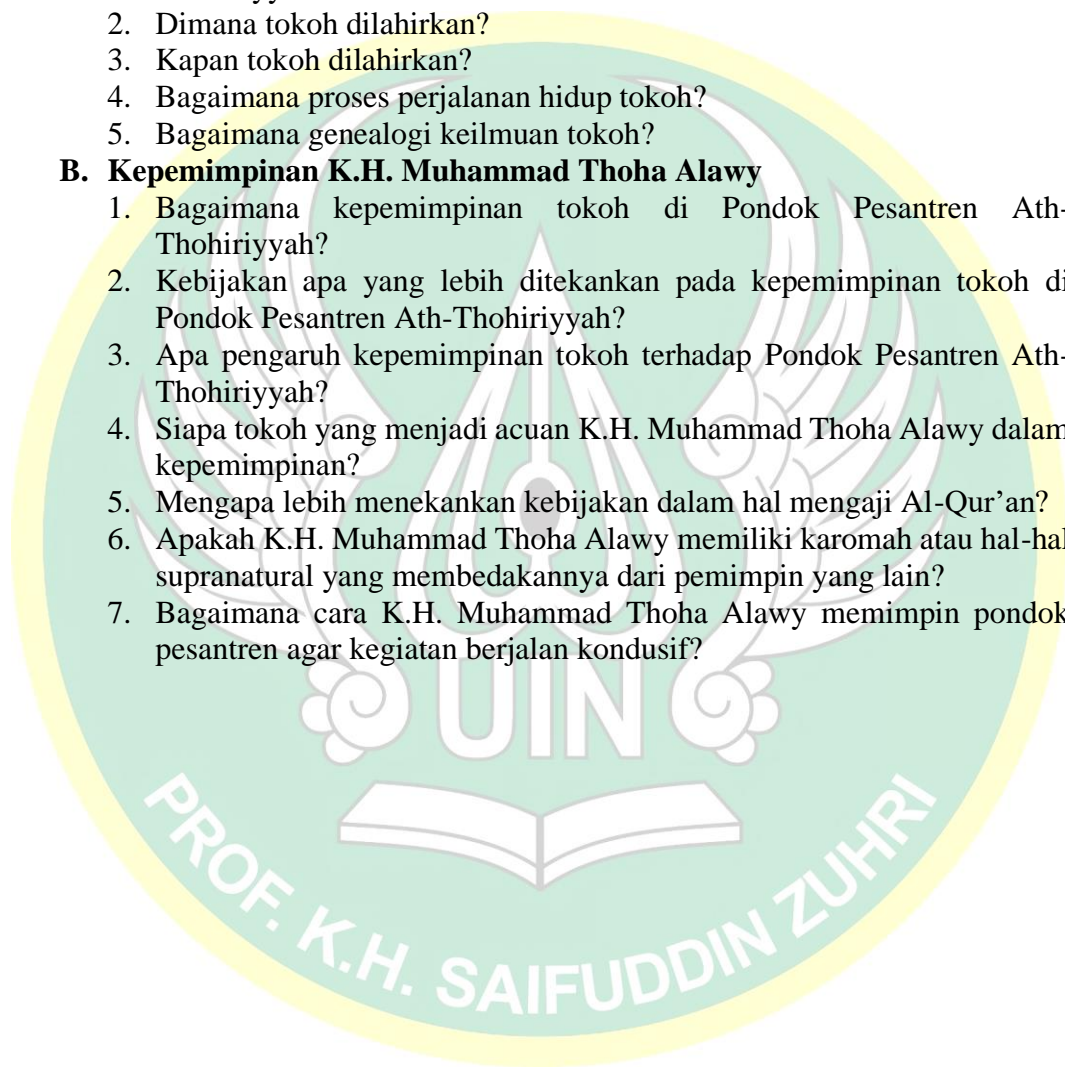 2. Dimana tokoh dilahirkan?
3. Kapan tokoh dilahirkan?
4. Bagaimana proses perjalanan hidup tokoh?
5. Bagaimana genealogi keilmuan tokoh?
B. Kepemimpinan K.H. Muhammad Thoha Alawy
1. Bagaimana kepemimpinan tokoh di Pondok Pesantren Ath-
Thohiriyyah?
2. Kebijakan apa yang lebih ditekankan pada kepemimpinan tokoh di
Pondok Pesantren Ath-Thohiriyyah?
3. Apa pengaruh kepemimpinan tokoh terhadap Pondok Pesantren Ath-
Thohiriyyah?
4. Siapa tokoh yang menjadi acuan K.H. Muhammad Thoha Alawy dalam
kepemimpinan?
5. Mengapa lebih menekankan kebijakan dalam hal mengaji Al-Qur’an?
6. Apakah K.H. Muhammad Thoha Alawy memiliki karomah atau hal-hal
supranatural yang membedakannya dari pemimpin yang lain?
7. Bagaimana cara K.H. Muhammad Thoha Alawy memimpin pondok
pesantren agar kegiatan berjalan kondusif?
UIN
PROF. K.H. SAIFUDDIN ZUHRI